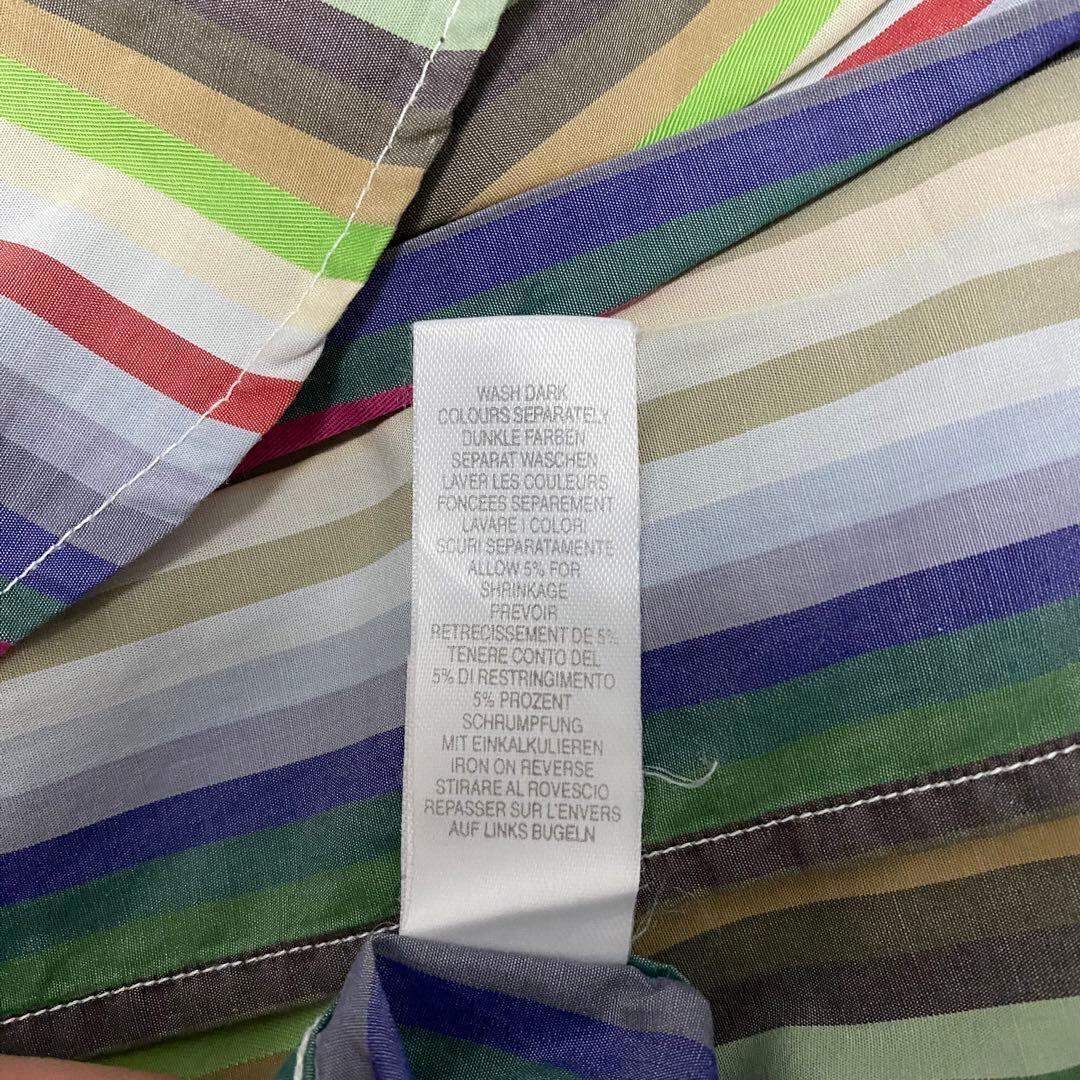 WASH DARK
COLOURS SEPARATELY
DUNKLE FARBEN
SEPARAT WASCHEN
LAVER LES COULEURS
FONCEES SEPAREMENT
LAVARE I COLORI
SCURI SEPARATAMENTE
ALLOW 5% FOR
SHRINKAGE
PREVOIR
RETRECISSEMENT DE 5%
TENERE CONTO DEL
5% DI RESTRINGIMENTO
5% PROZENT
SCHRUMPFUNG
MIT EINKALKULIEREN
IRON ON REVERSE
STIRARE AL ROVESCIO
REPASSER SUR L'ENVERS
AUF LINKS BUGELN